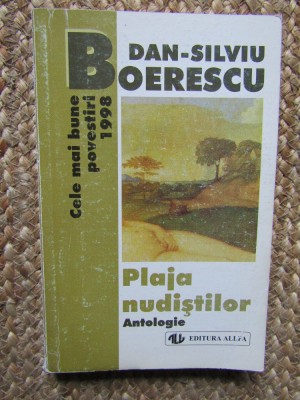 DAN-SILVIU
BOERESCU
Cele mai bune
povestiri
1998
Plaja
nudiştilor
Antologie
EDITURA ALLFA